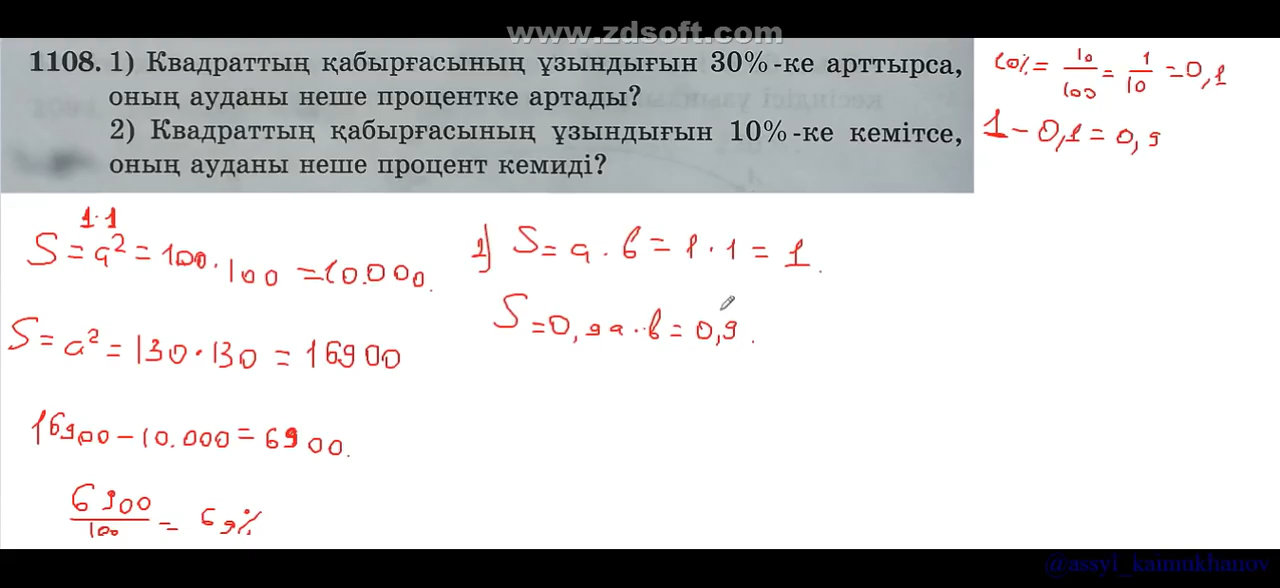 www.zdsoft.com
1108. 1) Квадраттың қабырғасының ұзындығын 30%-ке арттырса,
оның ауданы неше процентке артады?
2) Квадраттың қабырғасының ұзындығын 10%-ке кемітсе,
оның ауданы неше процент кемиді?
10% = 10/100 = 1/10 = 0,1
1 - 0,1 = 0,9
1·1
S = a² = 100·100 = 10.000.
S = a² = 130·130 = 16900
16900 - 10.000 = 6900.
6900/100 = 69%
2) S = a·b = 1·1 = 1.
S = 0,9a·b = 0,9.
@assyl_kaimukhanov